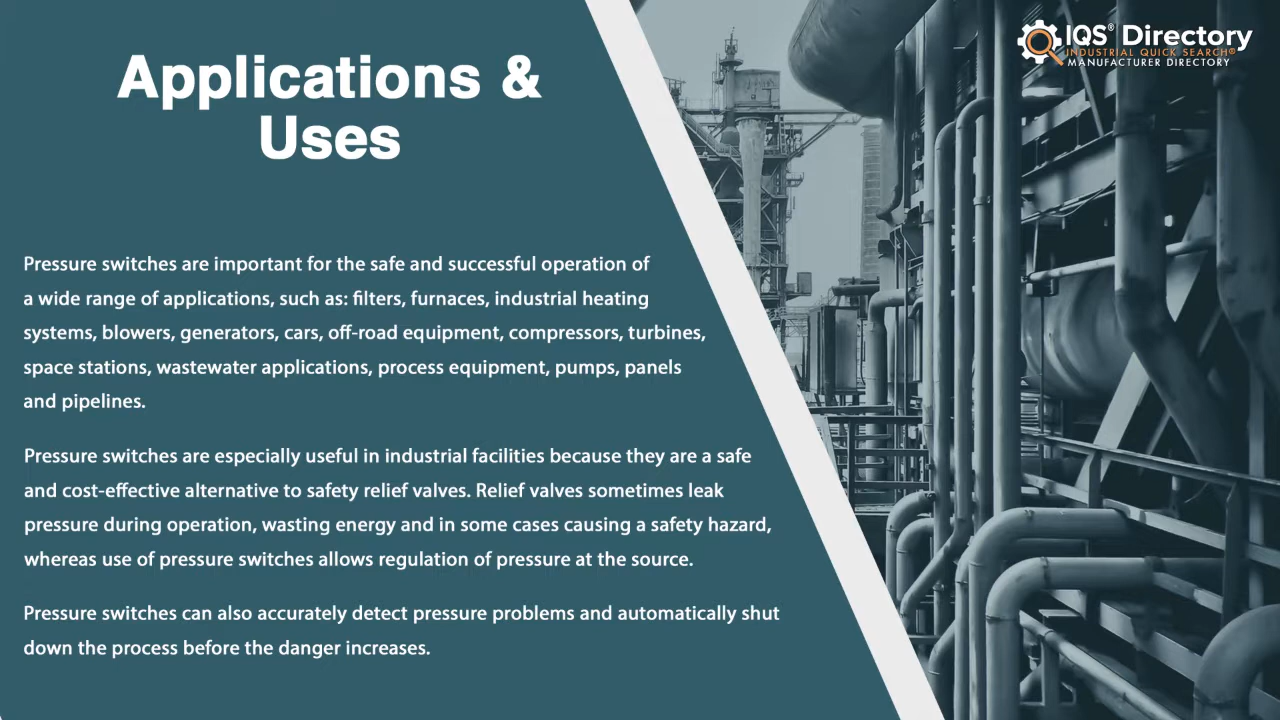 IQS® Directory
INDUSTRIAL QUICK SEARCH®
MANUFACTURER DIRECTORY
Applications &
Uses
Pressure switches are important for the safe and successful operation of
a wide range of applications, such as: filters, furnaces, industrial heating
systems, blowers, generators, cars, off-road equipment, compressors, turbines,
space stations, wastewater applications, process equipment, pumps, panels
and pipelines.
Pressure switches are especially useful in industrial facilities because they are a safe
and cost-effective alternative to safety relief valves. Relief valves sometimes leak
pressure during operation, wasting energy and in some cases causing a safety hazard,
whereas use of pressure switches allows regulation of pressure at the source.
Pressure switches can also accurately detect pressure problems and automatically shut
down the process before the danger increases.